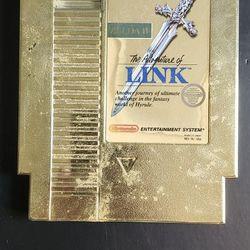 ZELDA II
The Adventure of
LINK
Another journey of ultimate
challenge in the fantasy
world of Hyrule.
Nintendo
ENTERTAINMENT SYSTEM